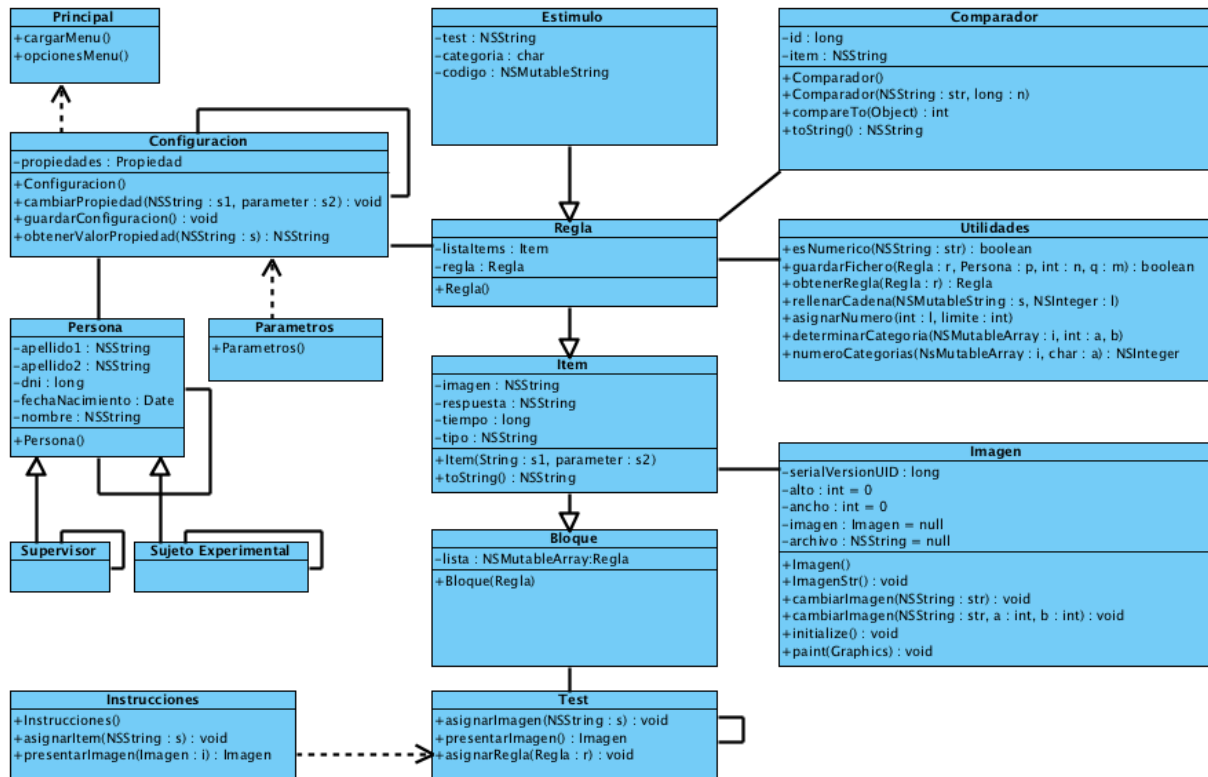 Principal
+cargarMenu()
+opcionesMenu()
Estimulo
-test : NSString
-categoria : char
-codigo : NSMutableString
Comparador
-id : long
-item : NSString
+Comparador()
+Comparador(NSString : str, long : n)
+compareTo(Object) : int
+toString() : NSString
Configuracion
-propiedades : Propiedad
+Configuracion()
+cambiarPropiedad(NSString : s1, parameter : s2) : void
+guardarConfiguracion() : void
+obtenerValorPropiedad(NSString : s) : NSString
Regla
-listaItems : Item
-regla : Regla
+Regla()
Utilidades
+esNumerico(NSString : str) : boolean
+guardarFichero(Regla : r, Persona : p, int : n, q : m) : boolean
+obtenerRegla(Regla : r) : Regla
+rellenarCadena(NSMutableString : s, NSInteger : l)
+asignarNumero(int : l, limite : int)
+determinarCategoria(NSMutableArray : i, int : a, b)
+numeroCategorias(NsMutableArray : i, char : a) : NSInteger
Persona
-apellido1 : NSString
-apellido2 : NSString
-dni : long
-fechaNacimiento : Date
-nombre : NSString
+Persona()
Parametros
+Parametros()
Item
-imagen : NSString
-respuesta : NSString
-tiempo : long
-tipo : NSString
+Item(String : s1, parameter : s2)
+toString() : NSString
Imagen
-serialVersionUID : long
-alto : int = 0
-ancho : int = 0
-imagen : Imagen = null
-archivo : NSString = null
+Imagen()
+ImagenStr() : void
+cambiarImagen(NSString : str) : void
+cambiarImagen(NSString : str, a : int, b : int) : void
+initialize() : void
+paint(Graphics) : void
Supervisor
Sujeto Experimental
Bloque
-lista : NSMutableArray:Regla
+Bloque(Regla)
Instrucciones
+Instrucciones()
+asignarItem(NSString : s) : void
+presentarImagen(Imagen : i) : Imagen
Test
+asignarImagen(NSString : s) : void
+presentarImagen() : Imagen
+asignarRegla(Regla : r) : void